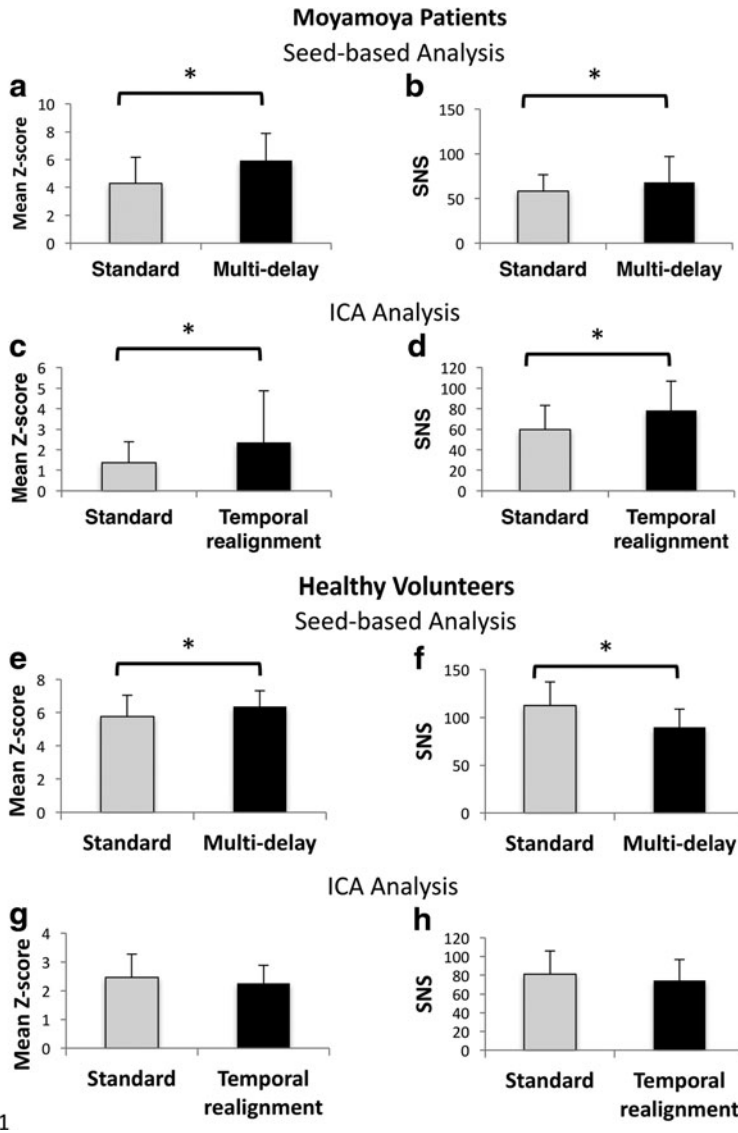 Moyamoya Patients
Seed-based Analysis
a
*
10
8
6
4
2
0
Mean Z-score
Standard
Multi-delay
b
*
150
100
50
0
SNS
Standard
Multi-delay
ICA Analysis
c
*
6
5
4
3
2
1
0
Mean Z-score
Standard
Temporal
realignment
d
*
120
100
80
60
40
20
0
SNS
Standard
Temporal
realignment
Healthy Volunteers
Seed-based Analysis
e
*
8
6
4
2
0
Mean Z-score
Standard
Multi-delay
f
*
150
100
50
0
SNS
Standard
Multi-delay
ICA Analysis
g
4
3
2
1
0
Mean Z-score
Standard
Temporal
realignment
h
120
100
80
60
40
20
0
SNS
Standard
Temporal
realignment
1